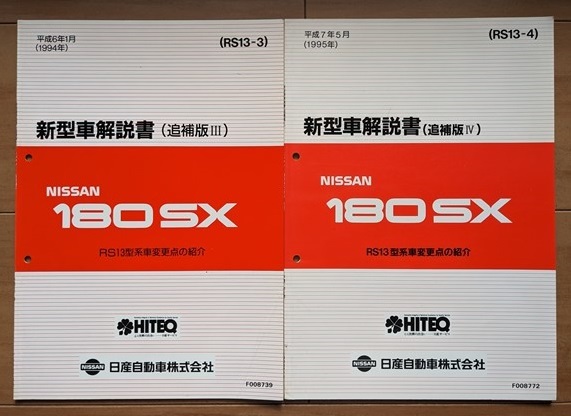 平成6年1月
(1994年)
(RS13-3)
新型車解説書(追補版Ⅲ)
NISSAN
180SX
RS13型系車変更点の紹介
HITEQ
NISSAN 日産自動車株式会社
F008739
平成7年5月
(1995年)
(RS13-4)
新型車解説書(追補版Ⅳ)
NISSAN
180SX
RS13型系車変更点の紹介
HITEQ
NISSAN 日産自動車株式会社
F008772